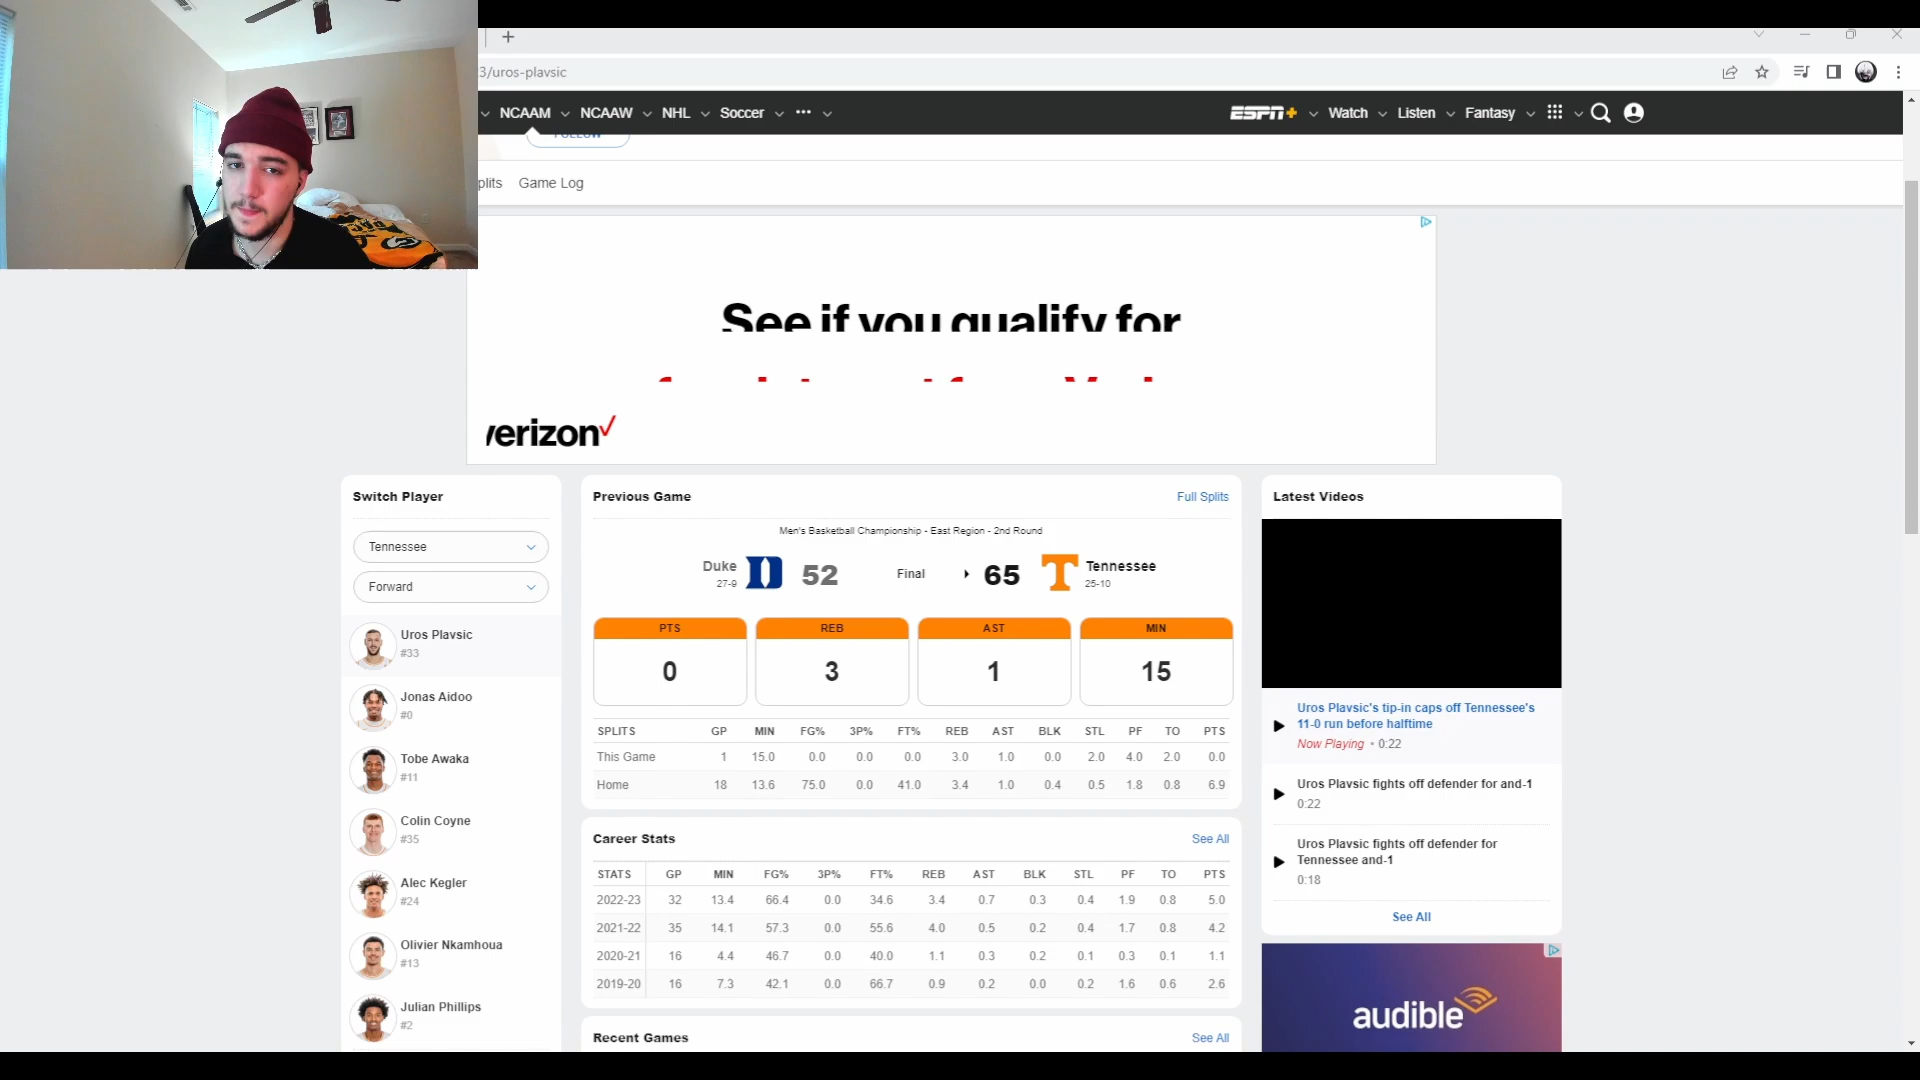 3/uros-plavsic
NCAAM NCAAW NHL Soccer ••• ESPN+ Watch Listen Fantasy
FOLLOW
plits Game Log
See if you qualify for
verizon✓
Switch Player
Tennessee
Forward
Uros Plavsic
#33
Jonas Aidoo
#0
Tobe Awaka
#11
Colin Coyne
#35
Alec Kegler
#24
Olivier Nkamhoua
#13
Julian Phillips
#2
Previous Game Full Splits
Men's Basketball Championship - East Region - 2nd Round
Duke 52 Final 65 Tennessee
27-9 25-10
PTS REB AST MIN
0 3 1 15
SPLITS GP MIN FG% 3P% FT% REB AST BLK STL PF TO PTS
This Game 1 15.0 0.0 0.0 0.0 3.0 1.0 0.0 2.0 4.0 2.0 0.0
Home 18 13.6 75.0 0.0 41.0 3.4 1.0 0.4 0.5 1.8 0.8 6.9
Career Stats See All
STATS GP MIN FG% 3P% FT% REB AST BLK STL PF TO PTS
2022-23 32 13.4 66.4 0.0 34.6 3.4 0.7 0.3 0.4 1.9 0.8 5.0
2021-22 35 14.1 57.3 0.0 55.6 4.0 0.5 0.2 0.4 1.7 0.8 4.2
2020-21 16 4.4 46.7 0.0 40.0 1.1 0.3 0.2 0.1 0.3 0.1 1.1
2019-20 16 7.3 42.1 0.0 66.7 0.9 0.2 0.0 0.2 1.6 0.6 2.6
Recent Games See All
Latest Videos
Uros Plavsic's tip-in caps off Tennessee's
11-0 run before halftime
Now Playing • 0:22
Uros Plavsic fights off defender for and-1
0:22
Uros Plavsic fights off defender for
Tennessee and-1
0:18
See All
audible